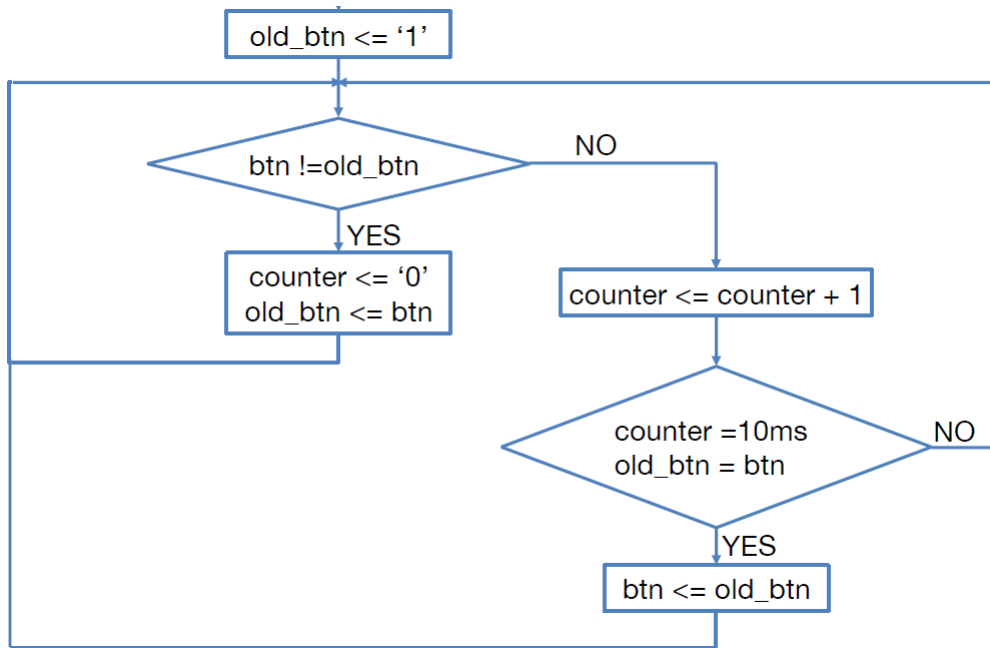 old_btn <= ‘1’
btn !=old_btn
NO
YES
counter <= ‘0’
old_btn <= btn
counter <= counter + 1
counter =10ms
old_btn = btn
NO
YES
btn <= old_btn